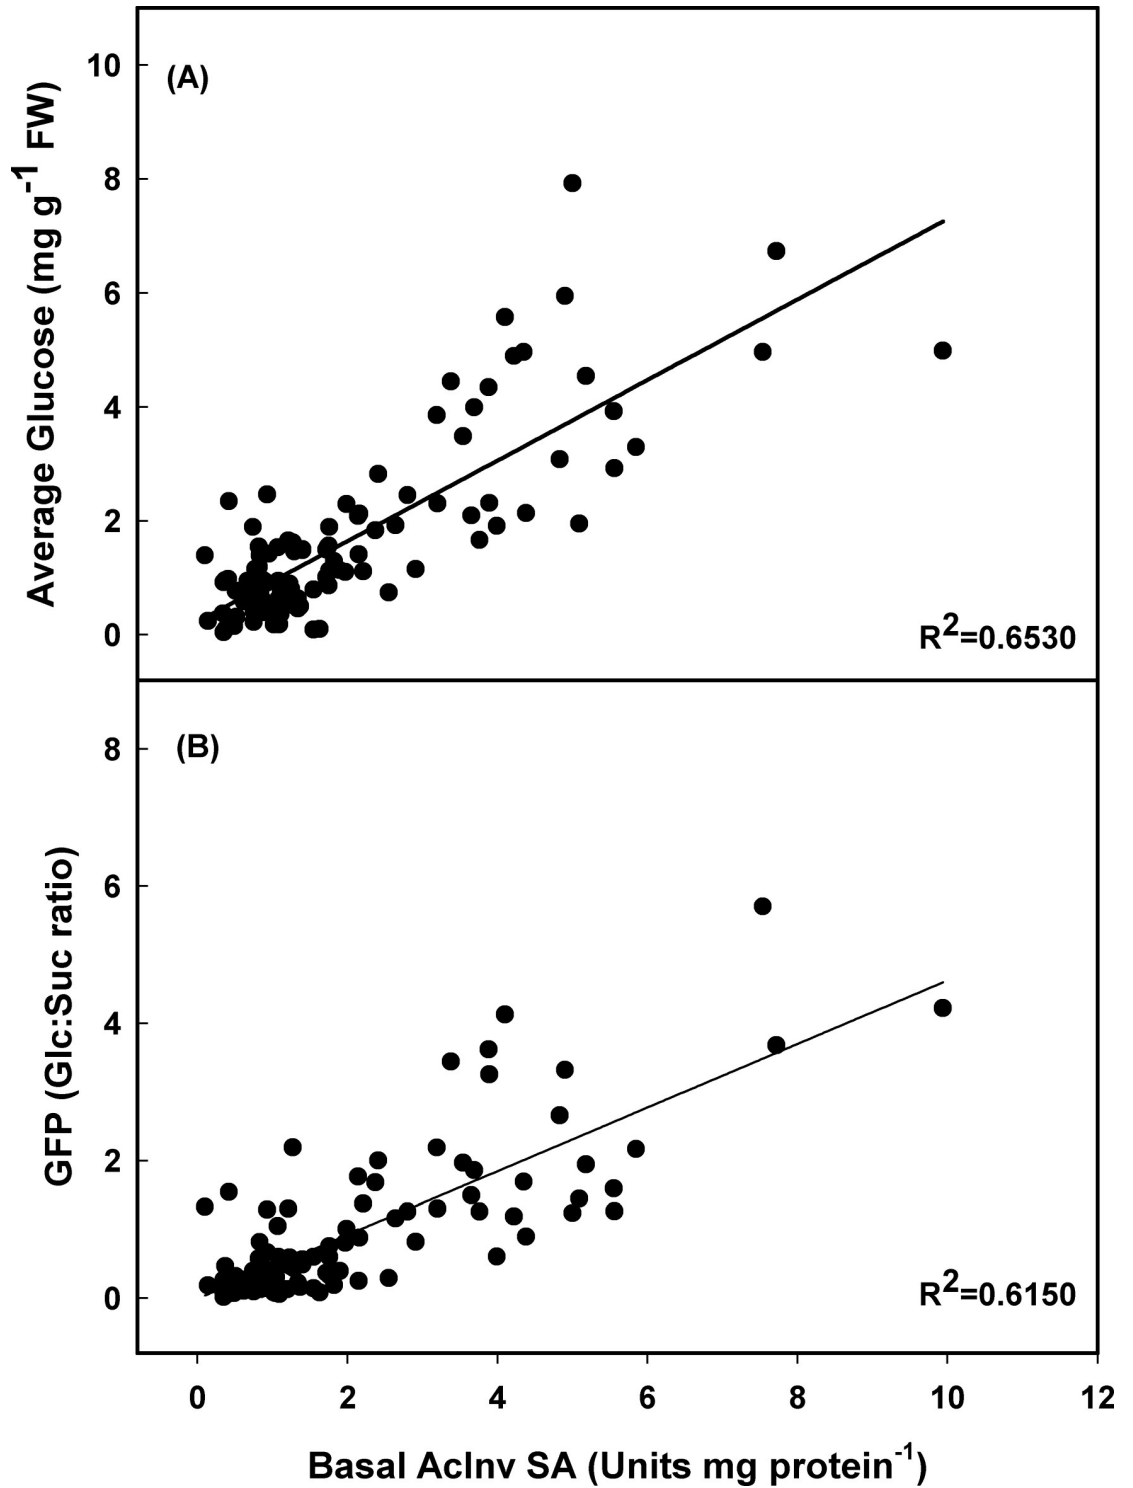 (A)
10
8
6
4
2
0
Average Glucose (mg g⁻¹ FW)
R²=0.6530
(B)
8
6
4
2
0
GFP (Glc:Suc ratio)
R²=0.6150
0 2 4 6 8 10 12
Basal AcInv SA (Units mg protein⁻¹)